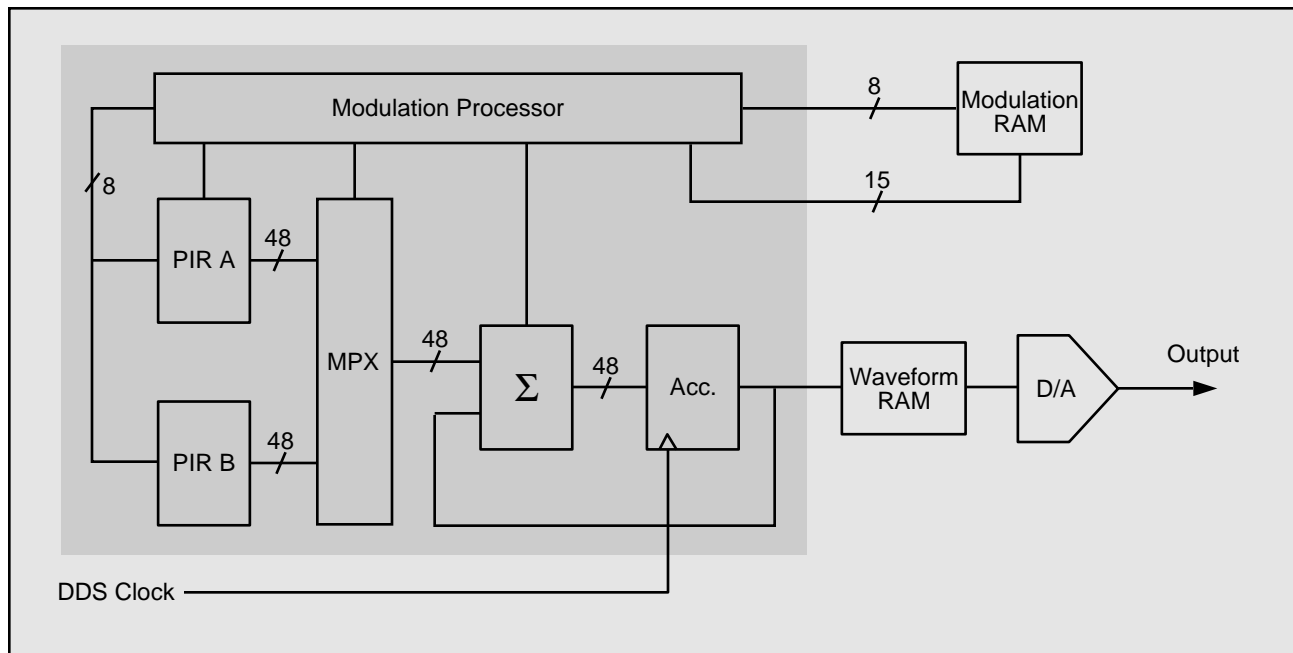 Modulation Processor
8
Modulation
RAM
15
8
PIR A
48
MPX
48
Σ
48
Acc.
Waveform
RAM
D/A
Output
PIR B
48
DDS Clock